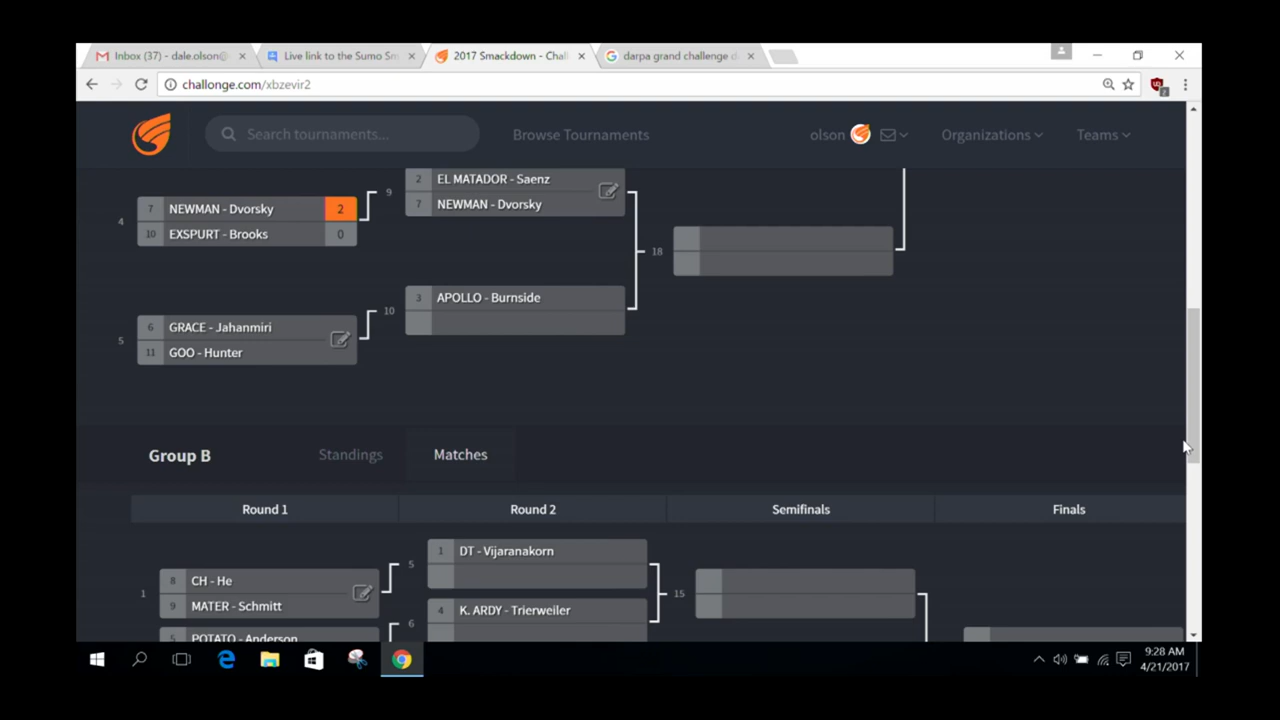 Inbox (37) - dale.olson@
Live link to the Sumo Sm
2017 Smackdown - Chall
darpa grand challenge d
challonge.com/xbzevir2
Search tournaments...
Browse Tournaments
olson
Organizations
Teams
4
7 NEWMAN - Dvorsky 2
10 EXSPURT - Brooks 0
9
2 EL MATADOR - Saenz
7 NEWMAN - Dvorsky
18
5
6 GRACE - Jahanmiri
11 GOO - Hunter
10
3 APOLLO - Burnside
Group B
Standings
Matches
Round 1
Round 2
Semifinals
Finals
1
8 CH - He
9 MATER - Schmitt
5 POTATO - Anderson
5
1 DT - Vijaranakorn
6
4 K. ARDY - Trierweiler
15
9:28 AM
4/21/2017